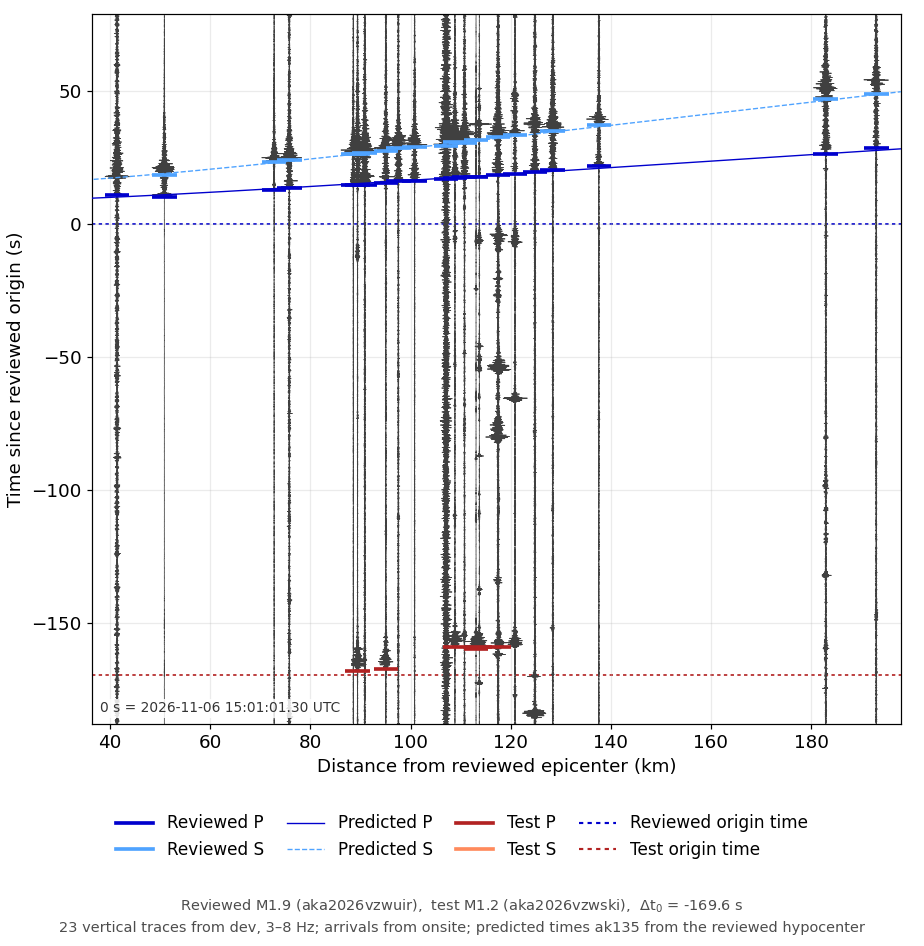 50
0
−50
−100
−150
Time since reviewed origin (s)
0 s = 2026-11-06 15:01:01.30 UTC
40 60 80 100 120 140 160 180
Distance from reviewed epicenter (km)
Reviewed P Predicted P Test P Reviewed origin time
Reviewed S Predicted S Test S Test origin time
Reviewed M1.9 (aka2026vzwuir), test M1.2 (aka2026vzwski), Δt₀ = -169.6 s
23 vertical traces from dev, 3–8 Hz; arrivals from onsite; predicted times ak135 from the reviewed hypocenter